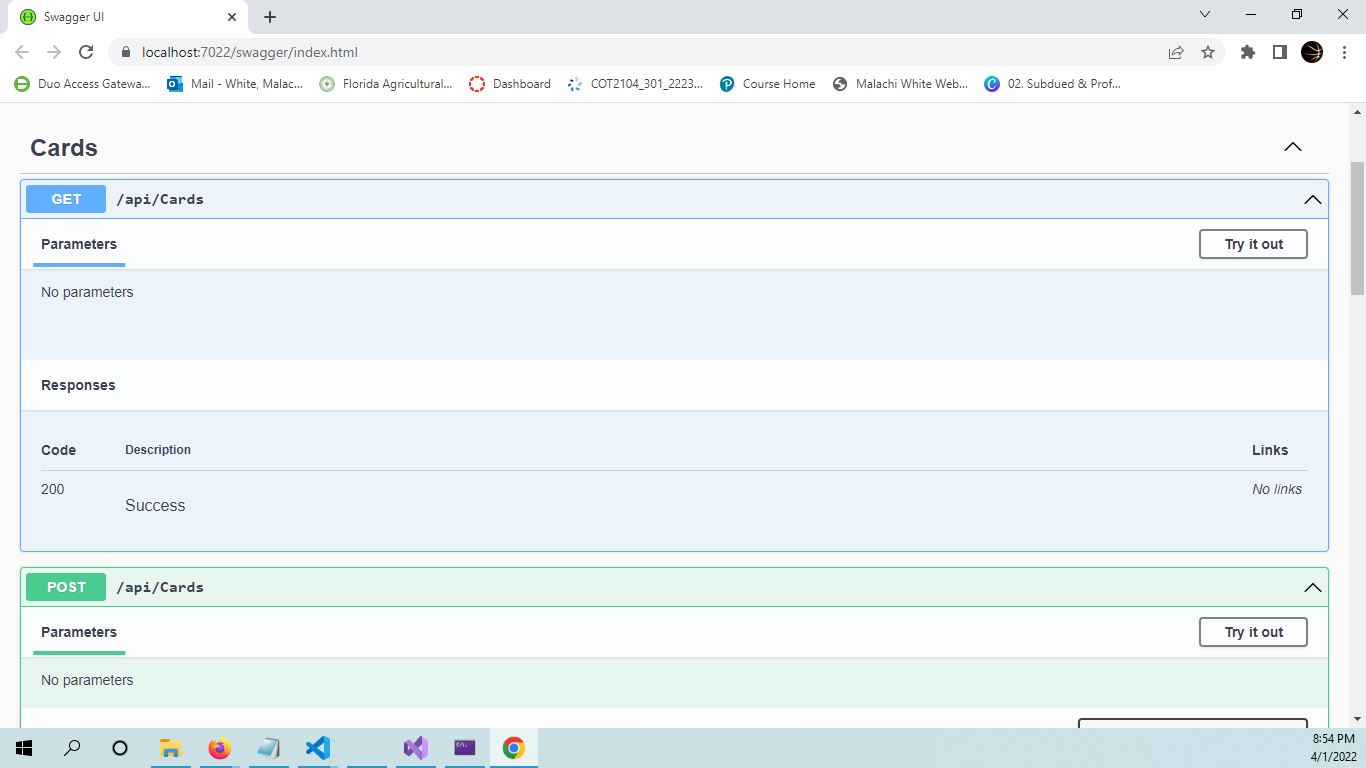 Swagger UI
localhost:7022/swagger/index.html
Duo Access Gatewa... Mail - White, Malac... Florida Agricultural... Dashboard COT2104_301_2223... Course Home Malachi White Web... 02. Subdued & Prof...
Cards
GET /api/Cards
Parameters Try it out
No parameters
Responses
Code Description Links
200 No links
Success
POST /api/Cards
Parameters Try it out
No parameters
8:54 PM
4/1/2022